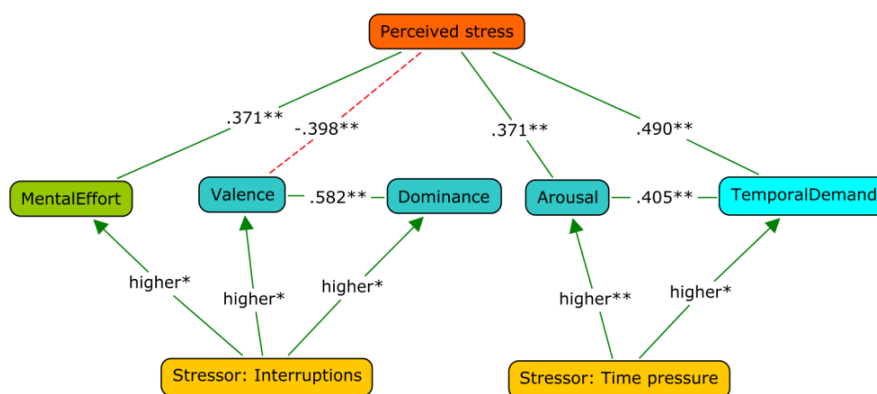 Perceived stress
.371**
-.398**
.371**
.490**
MentalEffort
Valence
.582**
Dominance
Arousal
.405**
TemporalDemand
higher*
higher*
higher*
higher**
higher*
Stressor: Interruptions
Stressor: Time pressure